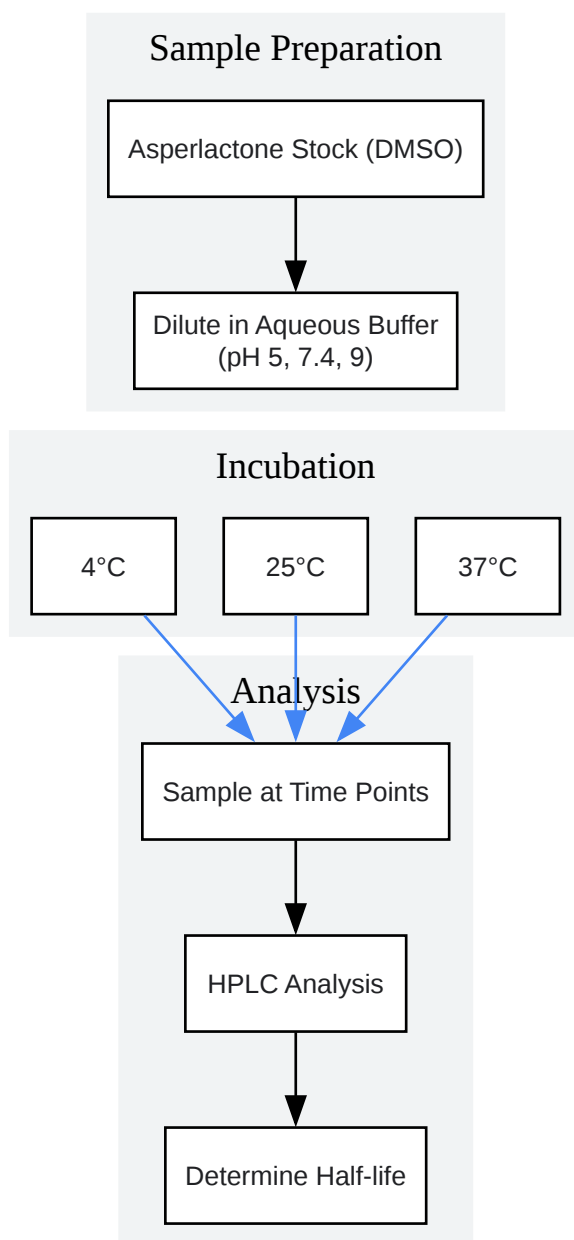 Sample Preparation
Asperlactone Stock (DMSO)
Dilute in Aqueous Buffer
(pH 5, 7.4, 9)
Incubation
4°C
25°C
37°C
Analysis
Sample at Time Points
HPLC Analysis
Determine Half-life